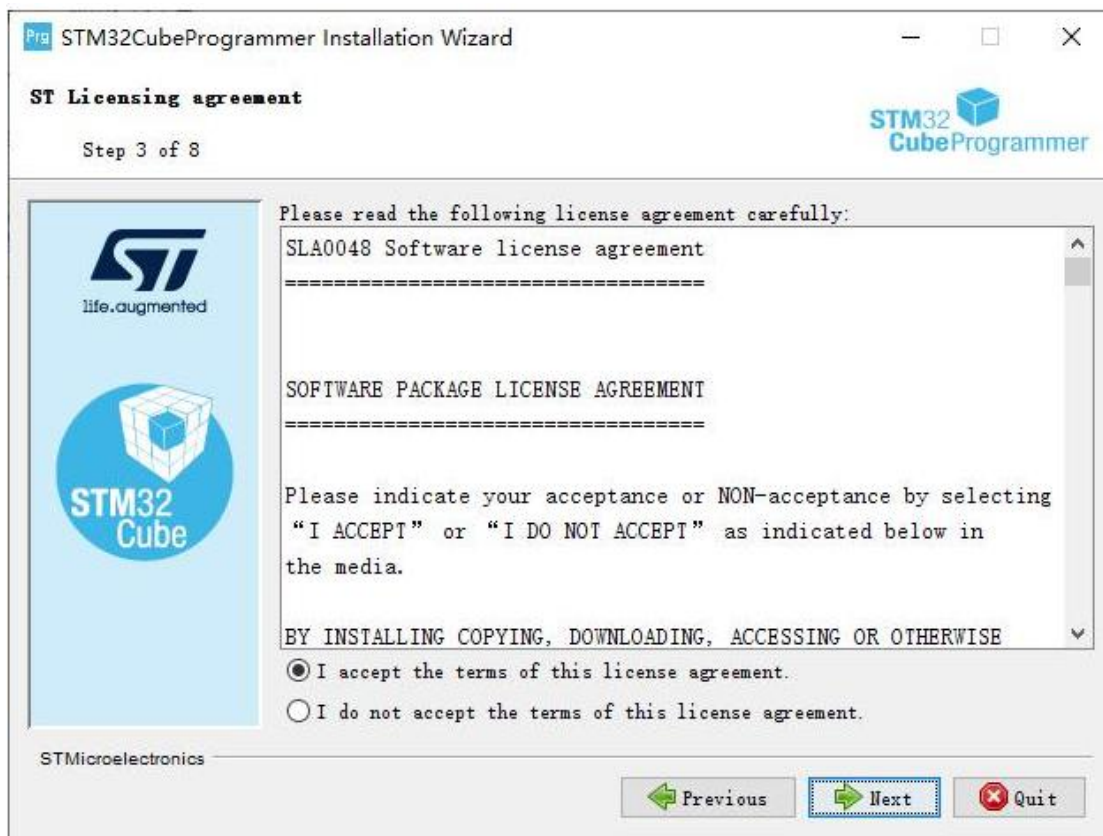 Prg STM32CubeProgrammer Installation Wizard
ST Licensing agreement
Step 3 of 8
STM32
CubeProgrammer
ST
life.augmented
STM32
Cube
Please read the following license agreement carefully:
SLA0048 Software license agreement
==================================
SOFTWARE PACKAGE LICENSE AGREEMENT
==================================
Please indicate your acceptance or NON-acceptance by selecting
“I ACCEPT” or “I DO NOT ACCEPT” as indicated below in
the media.
BY INSTALLING COPYING, DOWNLOADING, ACCESSING OR OTHERWISE
I accept the terms of this license agreement.
I do not accept the terms of this license agreement.
STMicroelectronics
Previous Next Quit